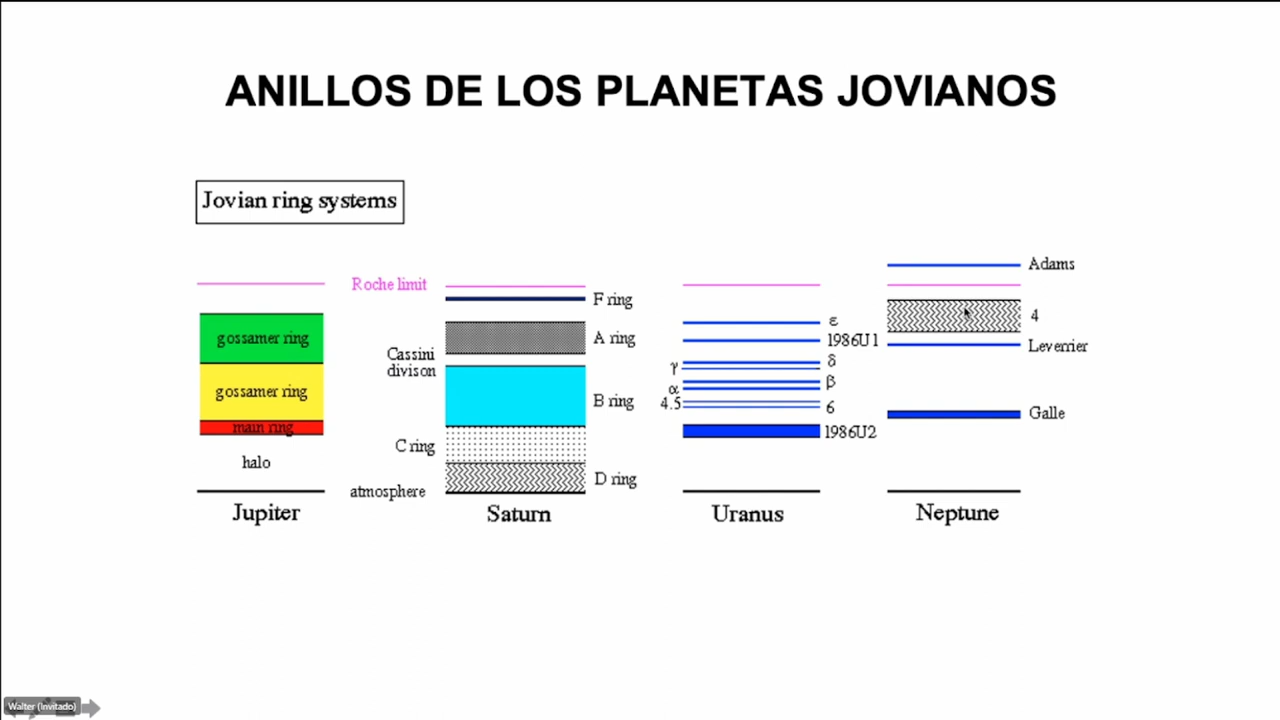 ANILLOS DE LOS PLANETAS JOVIANOS
Jovian ring systems
gossamer ring
gossamer ring
main ring
halo
Jupiter
Roche limit
Cassini
divison
C ring
atmosphere
F ring
A ring
B ring
D ring
Saturn
γ
α
4.5
ε
1986U1
δ
β
6
1986U2
Uranus
Adams
4
Leverrier
Galle
Neptune
Walter (Invitado)